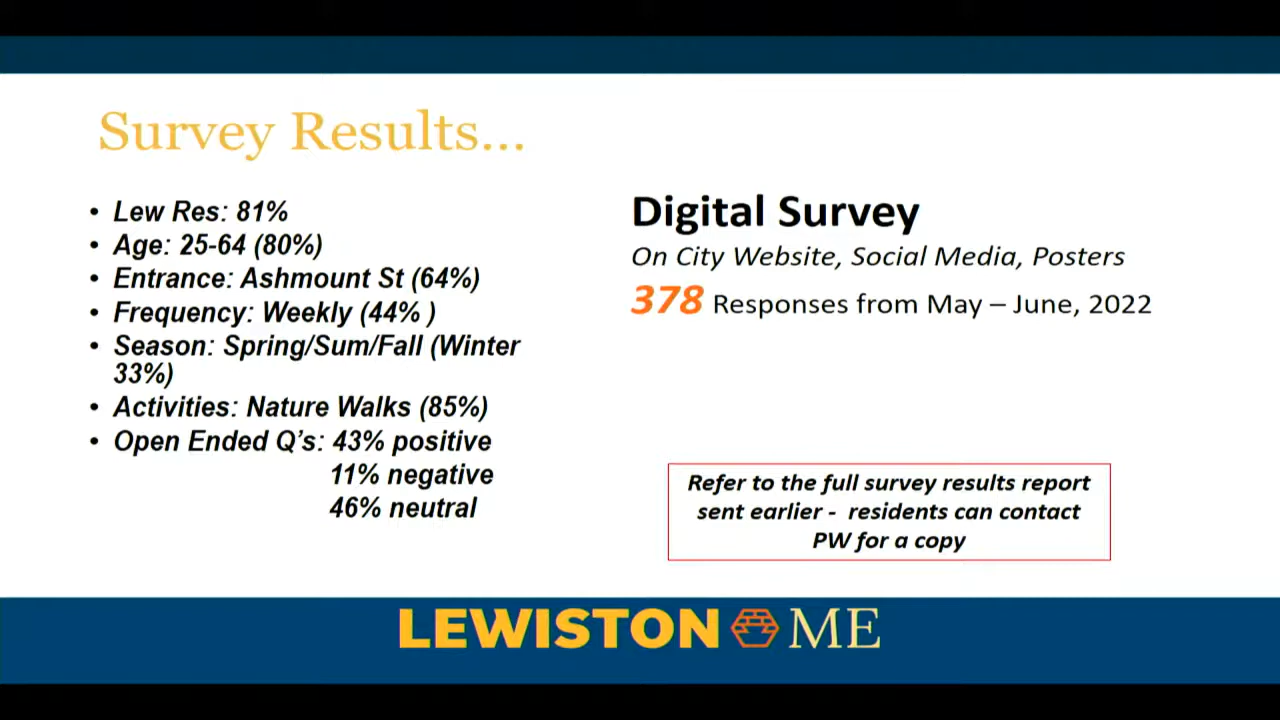 Survey Results...
• Lew Res: 81%
• Age: 25-64 (80%)
• Entrance: Ashmount St (64%)
• Frequency: Weekly (44% )
• Season: Spring/Sum/Fall (Winter
33%)
• Activities: Nature Walks (85%)
• Open Ended Q’s: 43% positive
11% negative
46% neutral
Digital Survey
On City Website, Social Media, Posters
378 Responses from May – June, 2022
Refer to the full survey results report
sent earlier - residents can contact
PW for a copy
LEWISTON ME